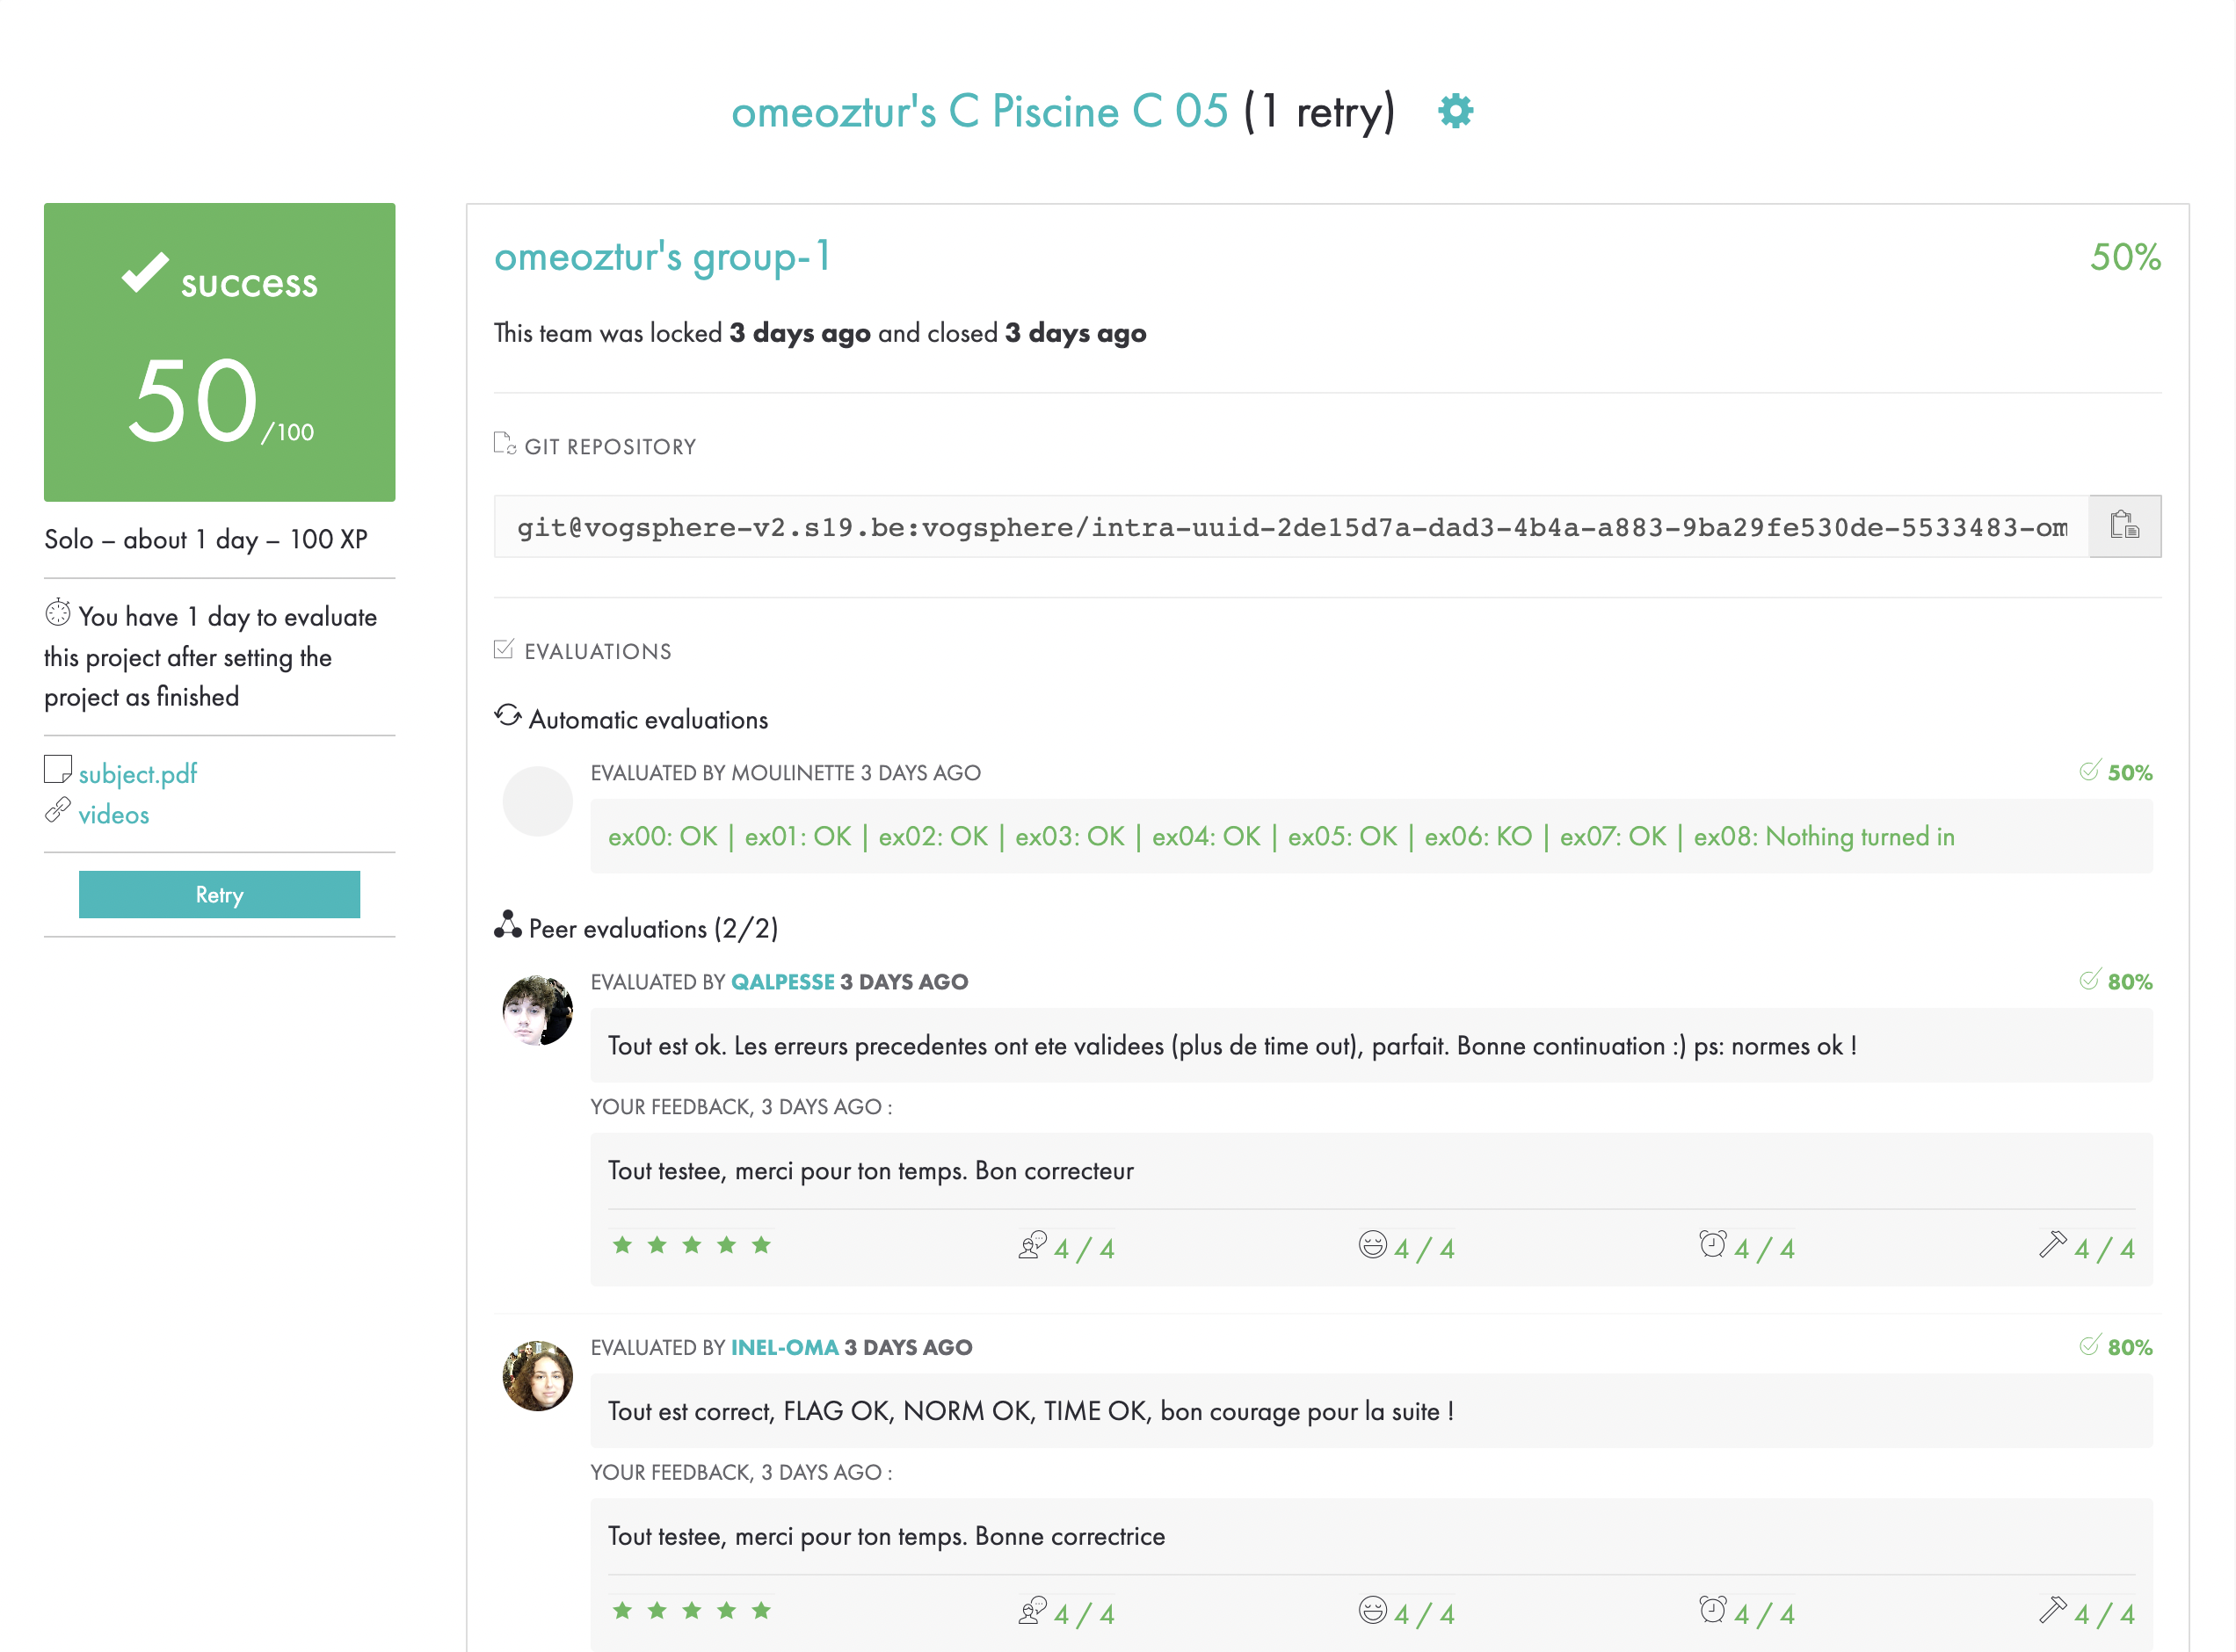 omeoztur's C Piscine C 05 (1 retry)
success
50/100
Solo – about 1 day – 100 XP
You have 1 day to evaluate
this project after setting the
project as finished
subject.pdf
videos
Retry
omeoztur's group-1
50%
This team was locked 3 days ago and closed 3 days ago
GIT REPOSITORY
git@vogsphere-v2.s19.be:vogsphere/intra-uuid-2de15d7a-dad3-4b4a-a883-9ba29fe530de-5533483-om
EVALUATIONS
Automatic evaluations
EVALUATED BY MOULINETTE 3 DAYS AGO
50%
ex00: OK | ex01: OK | ex02: OK | ex03: OK | ex04: OK | ex05: OK | ex06: KO | ex07: OK | ex08: Nothing turned in
Peer evaluations (2/2)
EVALUATED BY QALPESSE 3 DAYS AGO
80%
Tout est ok. Les erreurs precedentes ont ete validees (plus de time out), parfait. Bonne continuation :) ps: normes ok !
YOUR FEEDBACK, 3 DAYS AGO :
Tout testee, merci pour ton temps. Bon correcteur
4 / 4 4 / 4 4 / 4 4 / 4
EVALUATED BY INEL-OMA 3 DAYS AGO
80%
Tout est correct, FLAG OK, NORM OK, TIME OK, bon courage pour la suite !
YOUR FEEDBACK, 3 DAYS AGO :
Tout testee, merci pour ton temps. Bonne correctrice
4 / 4 4 / 4 4 / 4 4 / 4